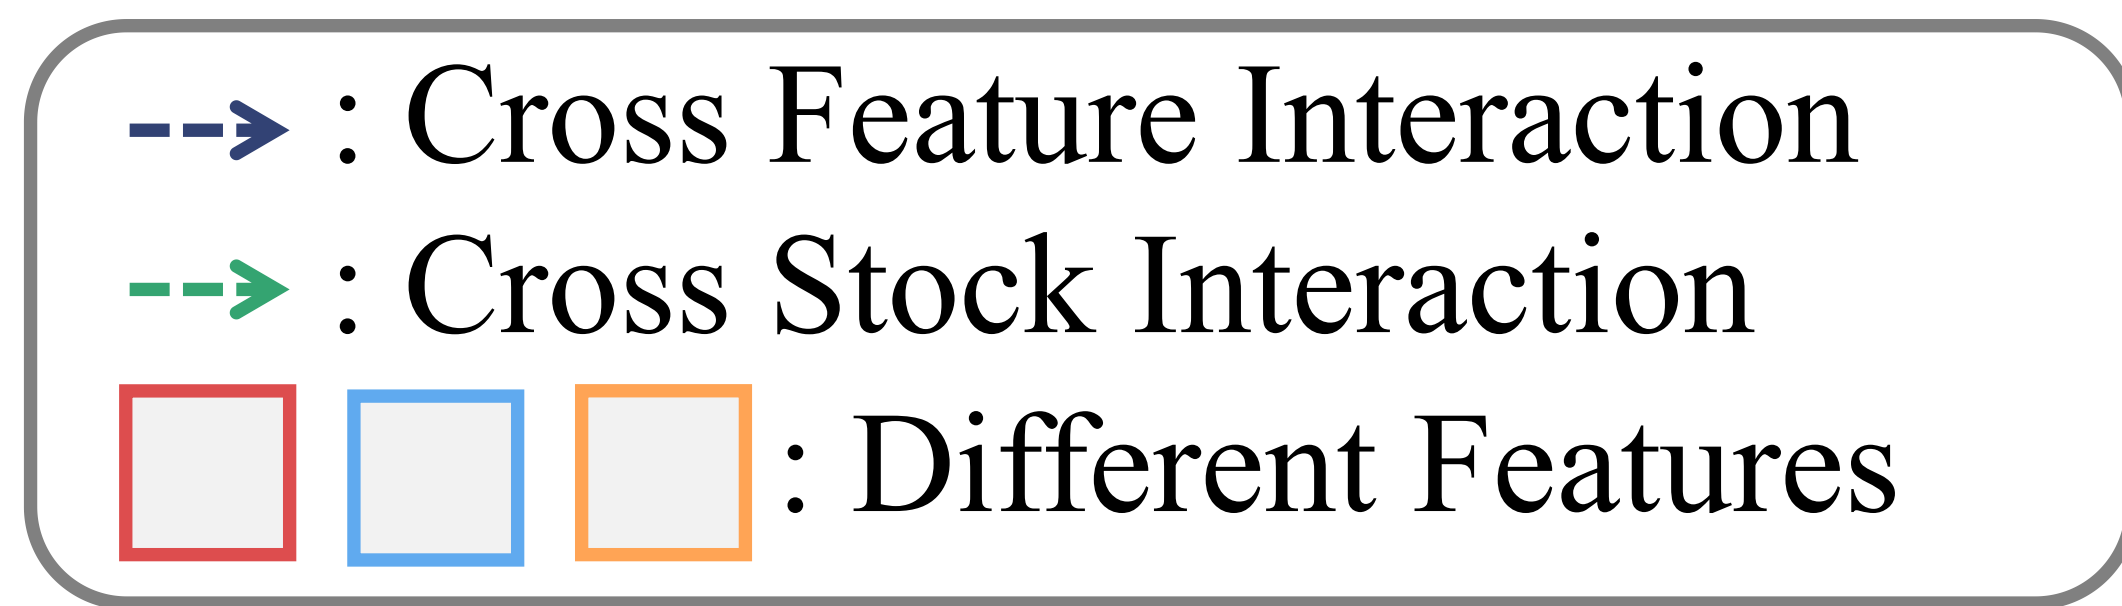 : Cross Feature Interaction
: Cross Stock Interaction
: Different Features